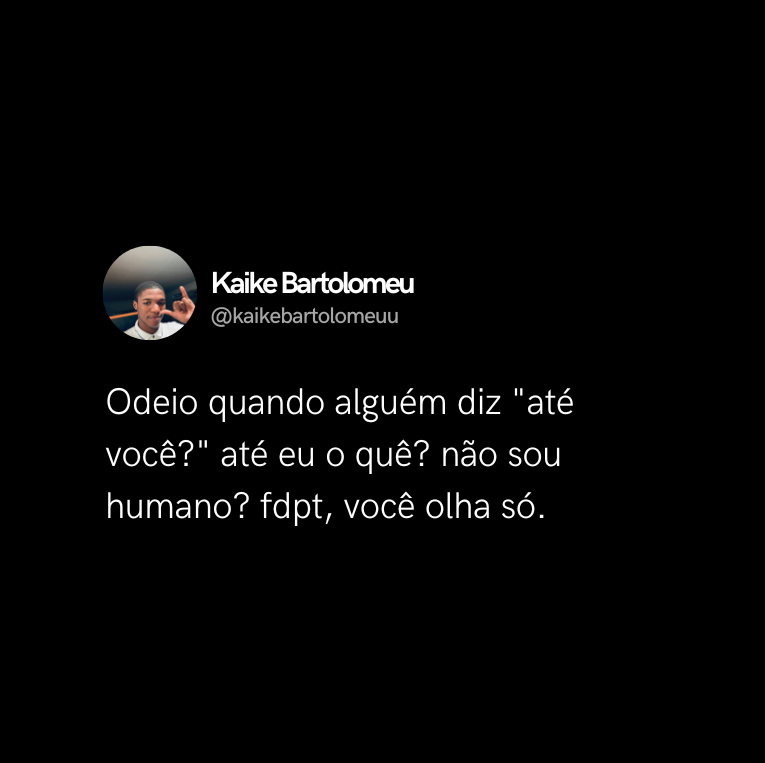 Kaike Bartolomeu
@kaikebartolomeuu
Odeio quando alguém diz "até
você?" até eu o quê? não sou
humano? fdpt, você olha só.